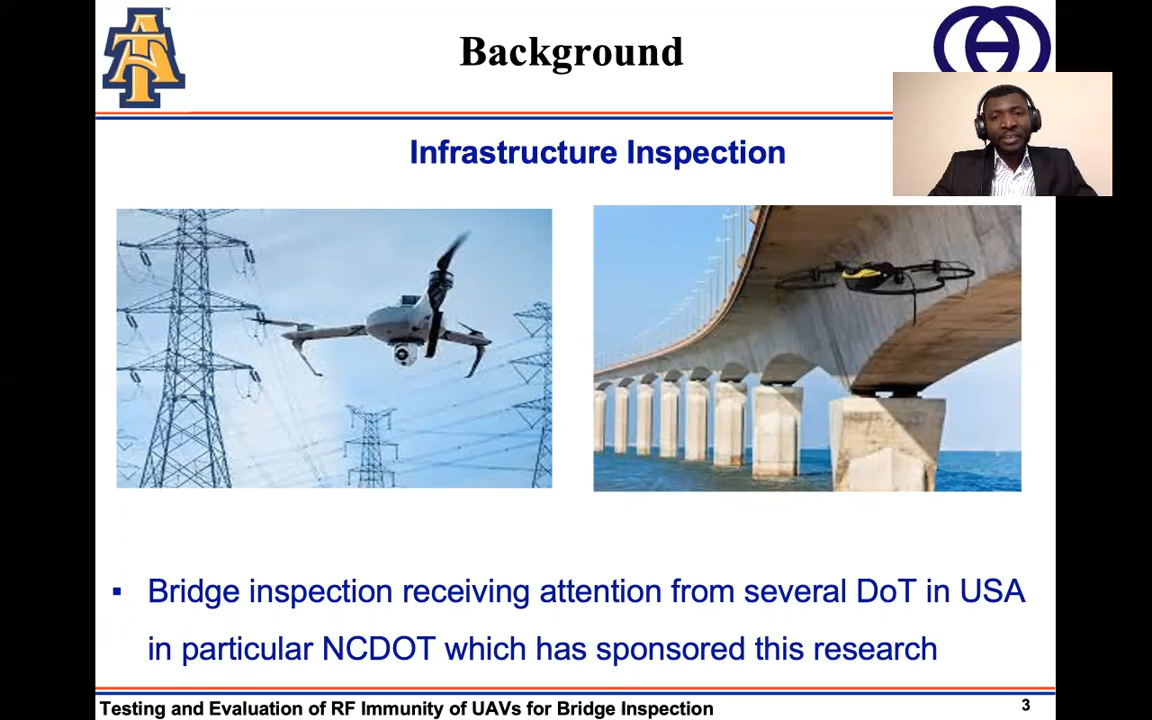 Background
Infrastructure Inspection
▪ Bridge inspection receiving attention from several DoT in USA
in particular NCDOT which has sponsored this research
Testing and Evaluation of RF Immunity of UAVs for Bridge Inspection
3